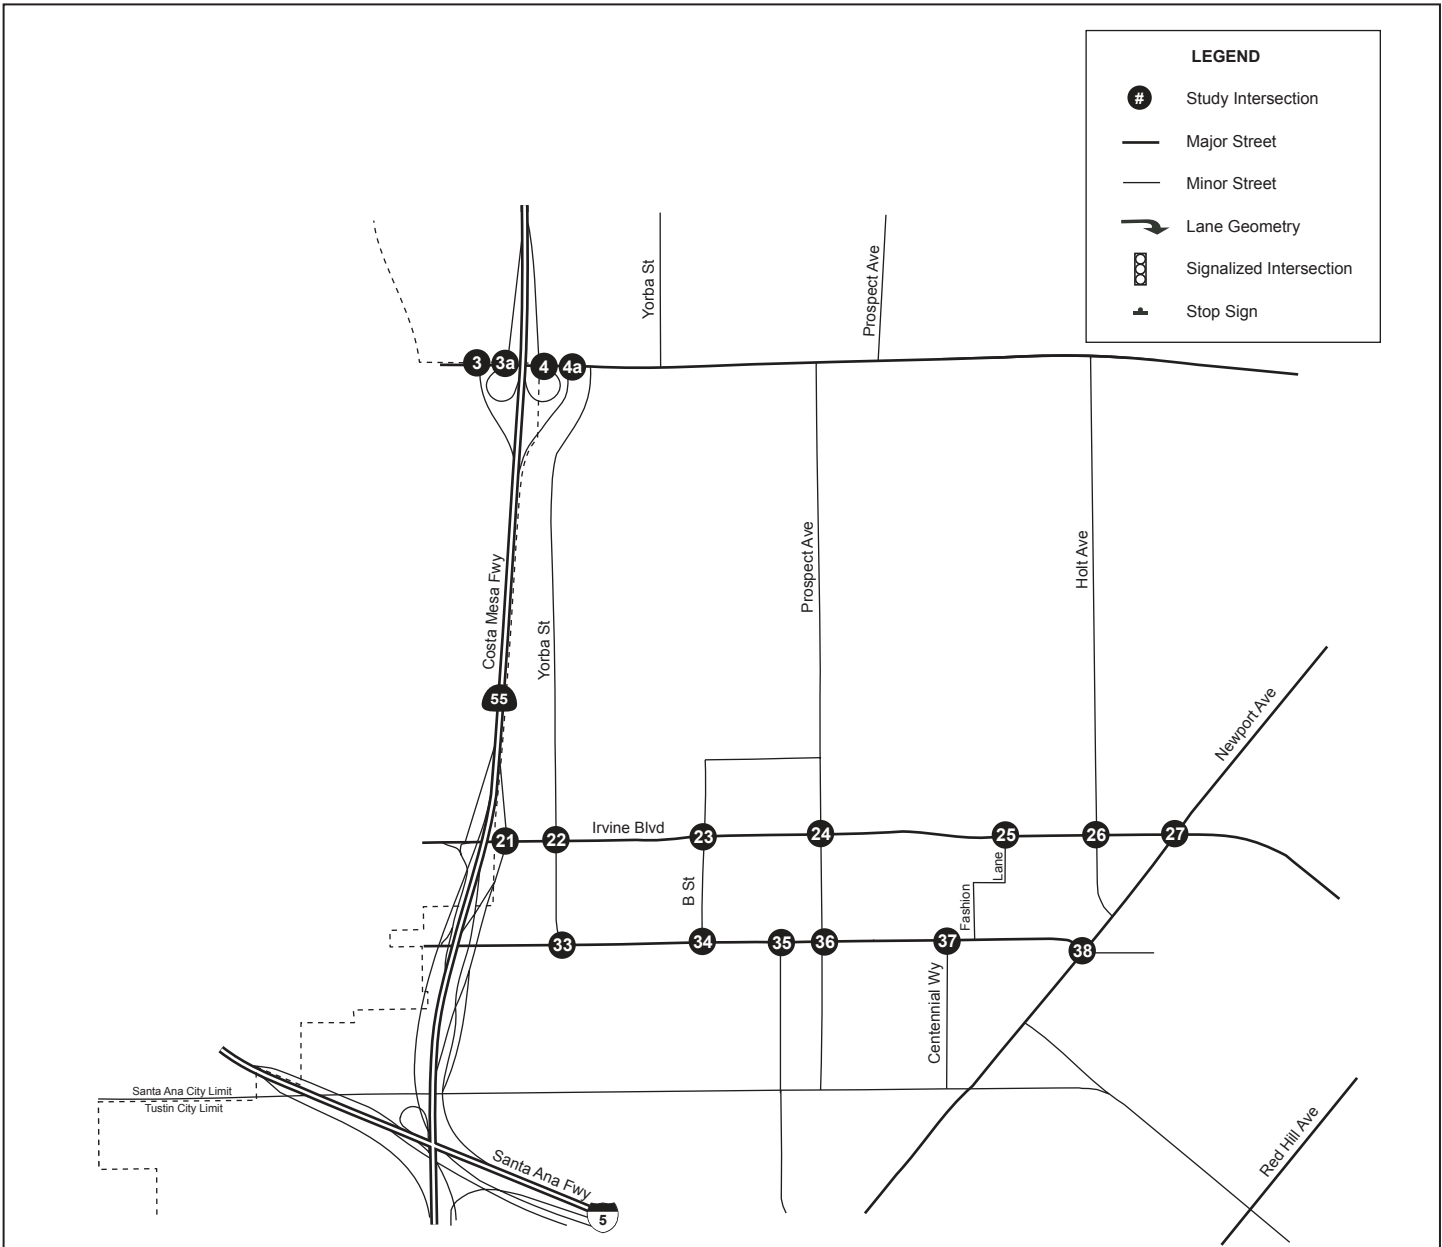 LEGEND
#
Study Intersection
Major Street
Minor Street
Lane Geometry
Signalized Intersection
Stop Sign
Yorba St
Prospect Ave
3
3a
4
4a
Costa Mesa Fwy
Yorba St
Prospect Ave
Holt Ave
55
Newport Ave
Irvine Blvd
21
22
23
24
25
26
27
B St
Fashion
Lane
33
34
35
36
37
38
Centennial Wy
Santa Ana City Limit
Tustin City Limit
Santa Ana Fwy
5
Red Hill Ave